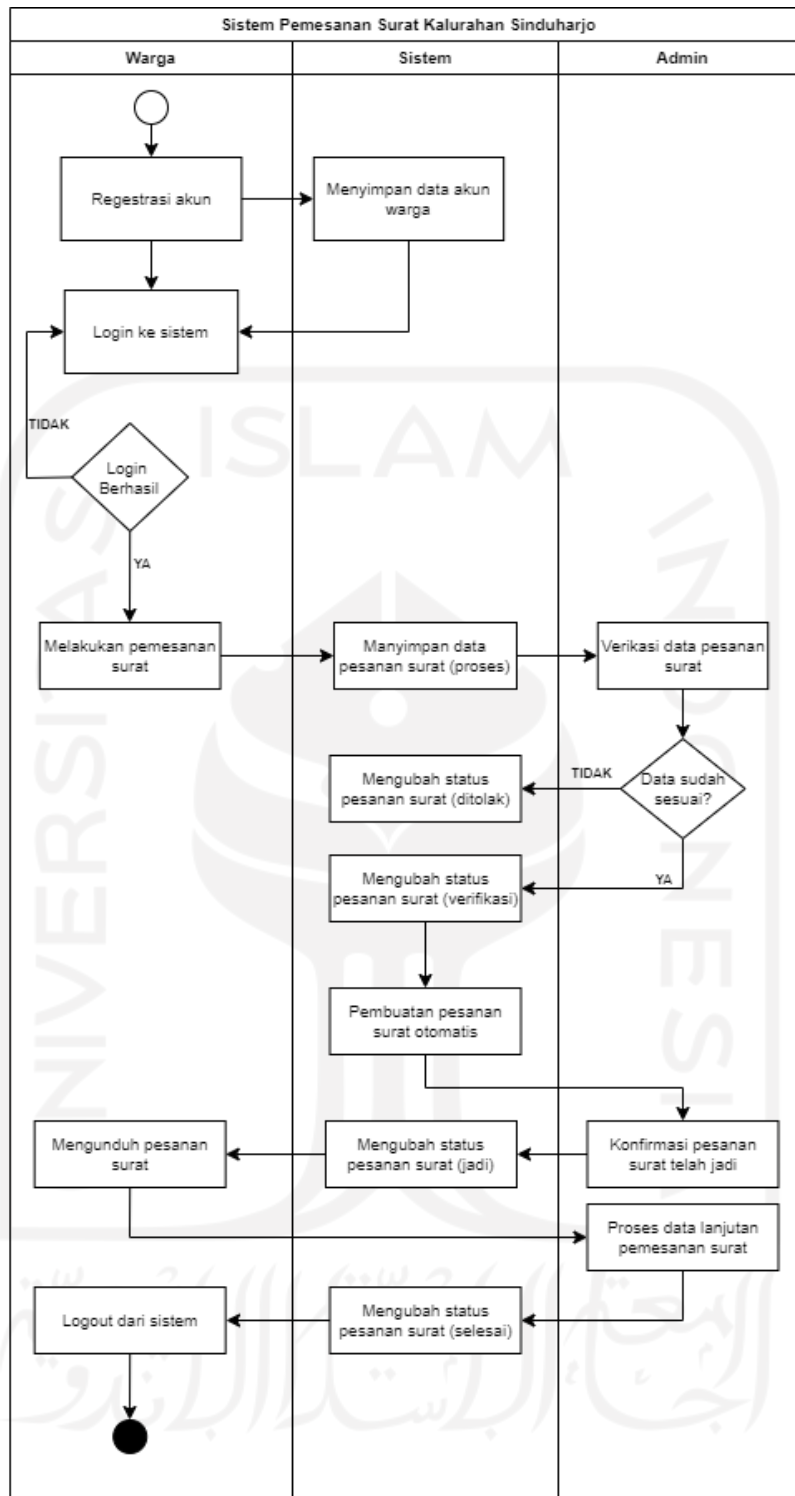 Sistem Pemesanan Surat Kalurahan Sinduharjo
Warga
Sistem
Admin
Regestrasi akun
Menyimpan data akun
warga
Login ke sistem
TIDAK
Login
Berhasil
YA
Melakukan pemesanan
surat
Manyimpan data
pesanan surat (proses)
Verikasi data pesanan
surat
Data sudah
sesuai?
TIDAK
Mengubah status
pesanan surat (ditolak)
YA
Mengubah status
pesanan surat (verifikasi)
Pembuatan pesanan
surat otomatis
Konfirmasi pesanan
surat telah jadi
Mengubah status
pesanan surat (jadi)
Mengunduh pesanan
surat
Proses data lanjutan
pemesanan surat
Mengubah status
pesanan surat (selesai)
Logout dari sistem
UNIVERSITAS
ISLAM
INDONESIA